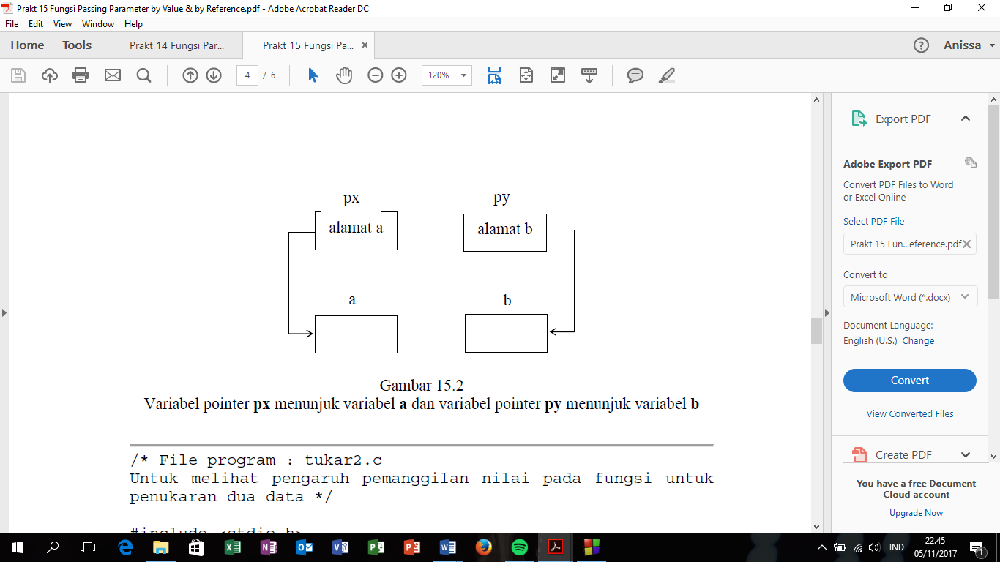 Prakt 15 Fungsi Passing Parameter by Value & by Reference.pdf - Adobe Acrobat Reader DC
File Edit View Window Help
Home Tools Prakt 14 Fungsi Par... Prakt 15 Fungsi Pa... × ? Anissa
4 / 6 120%
px py
alamat a alamat b
a b
Gambar 15.2
Variabel pointer px menunjuk variabel a dan variabel pointer py menunjuk variabel b
/* File program : tukar2.c
Untuk melihat pengaruh pemanggilan nilai pada fungsi untuk
penukaran dua data */
#include <stdio.h>
Export PDF
Adobe Export PDF
Convert PDF Files to Word
or Excel Online
Select PDF File
Prakt 15 Fun...eference.pdf
Convert to
Microsoft Word (*.docx)
Document Language:
English (U.S.) Change
Convert
View Converted Files
Create PDF
You have a free Document
Cloud account
Upgrade Now
IND
22.45
05/11/2017
1